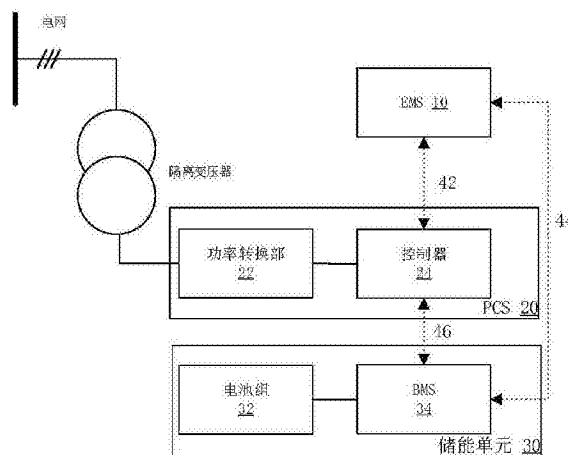 电网
EMS 10
隔离变压器
42
44
功率转换部
22
控制器
24
PCS 20
46
电池组
32
BMS
34
储能单元 30